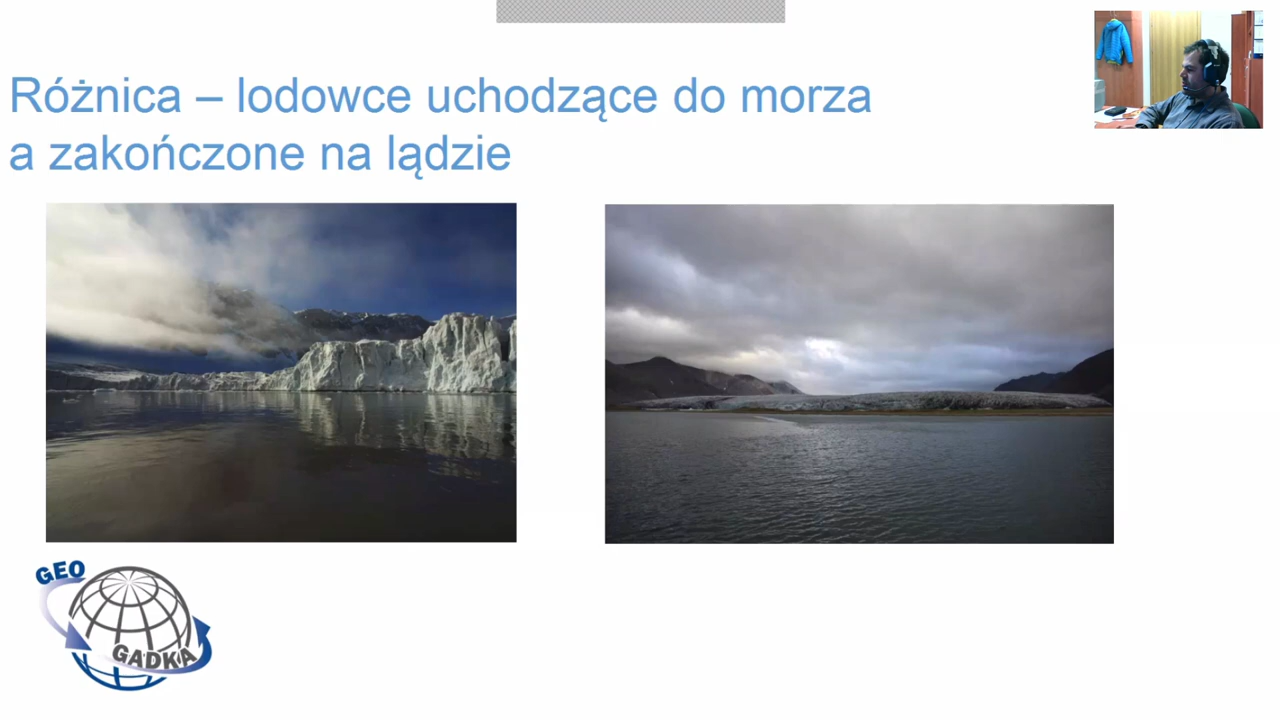 Różnica – lodowce uchodzące do morza
a zakończone na lądzie
GEO
GADKA